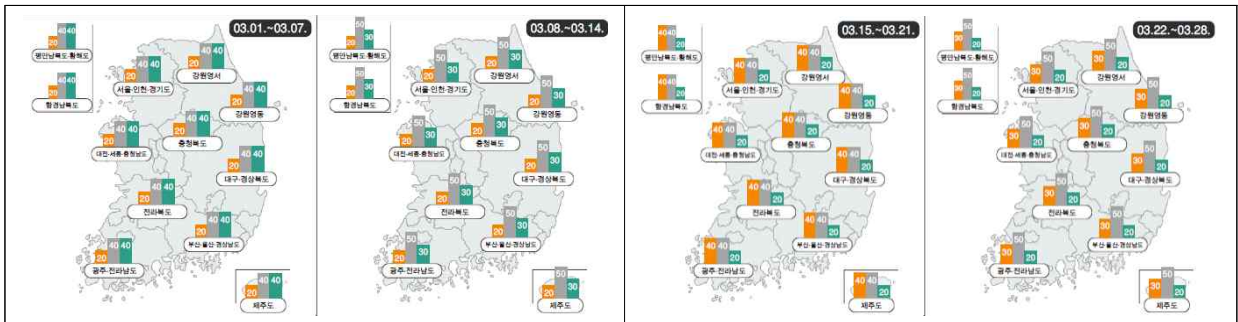 03.01.~03.07.
20 40 40
평안남북도·황해도
20 40 40
함경남북도
20 40 40
서울·인천·경기도
20 40 40
강원영서
20 40 40
강원영동
20 40 40
대전·세종·충청남도
20 40 40
충청북도
20 40 40
대구·경상북도
20 40 40
전라북도
20 40 40
부산·울산·경상남도
20 40 40
광주·전라남도
20 40 40
제주도
03.08.~03.14.
20 50 30
평안남북도·황해도
20 50 30
함경남북도
20 50 30
서울·인천·경기도
20 50 30
강원영서
20 50 30
강원영동
20 50 30
대전·세종·충청남도
20 50 30
충청북도
20 50 30
대구·경상북도
20 50 30
전라북도
20 50 30
부산·울산·경상남도
20 50 30
광주·전라남도
20 50 30
제주도
03.15.~03.21.
40 40 20
평안남북도·황해도
40 40 20
함경남북도
40 40 20
서울·인천·경기도
40 40 20
강원영서
40 40 20
강원영동
40 40 20
대전·세종·충청남도
40 40 20
충청북도
40 40 20
대구·경상북도
40 40 20
전라북도
40 40 20
부산·울산·경상남도
40 40 20
광주·전라남도
40 40 20
제주도
03.22.~03.28.
30 50 20
평안남북도·황해도
30 50 20
함경남북도
30 50 20
서울·인천·경기도
30 50 20
강원영서
30 50 20
강원영동
30 50 20
대전·세종·충청남도
30 50 20
충청북도
30 50 20
대구·경상북도
30 50 20
전라북도
30 50 20
부산·울산·경상남도
30 50 20
광주·전라남도
30 50 20
제주도